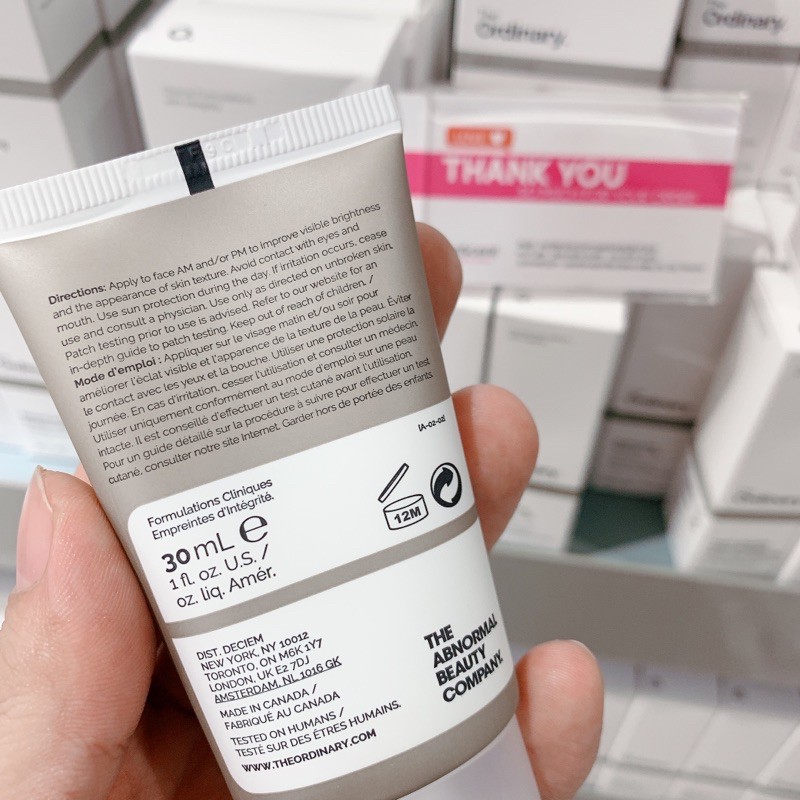 The
Ordinary.
The
Ordinary.
THANK YOU
Directions: Apply to face AM and/or PM to improve visible brightness
and the appearance of skin texture. Avoid contact with eyes and
mouth. Use sun protection during the day. If irritation occurs, cease
use and consult a physician. Use only as directed on unbroken skin.
Patch testing prior to use is advised. Refer to our website for an
in-depth guide to patch testing. Keep out of reach of children. /
Mode d'emploi : Appliquer sur le visage matin et/ou soir pour
améliorer l'éclat visible et l'apparence de la texture de la peau. Éviter
le contact avec les yeux et la bouche. Utiliser une protection solaire la
journée. En cas d'irritation, cesser l'utilisation et consulter un médecin.
Utiliser uniquement conformément au mode d'emploi sur une peau
intacte. Il est conseillé d'effectuer un test cutané avant l'utilisation.
Pour un guide détaillé sur la procédure à suivre pour effectuer un test
cutané, consulter notre site Internet. Garder hors de portée des enfants.
[A-02-02]
Formulations Cliniques
Empreintes d'Intégrité.
30 mL e
1 fl. oz. U.S. /
oz. liq. Amér.
12M
DIST. DECIEM
NEW YORK, NY 10012
TORONTO, ON M6K 1Y7
LONDON, UK E2 7DJ
AMSTERDAM, NL 1016 GK
MADE IN CANADA /
FABRIQUÉ AU CANADA
TESTED ON HUMANS /
TESTÉ SUR DES ÊTRES HUMAINS.
WWW.THEORDINARY.COM
THE
ABNORMAL
BEAUTY
COMPANY.